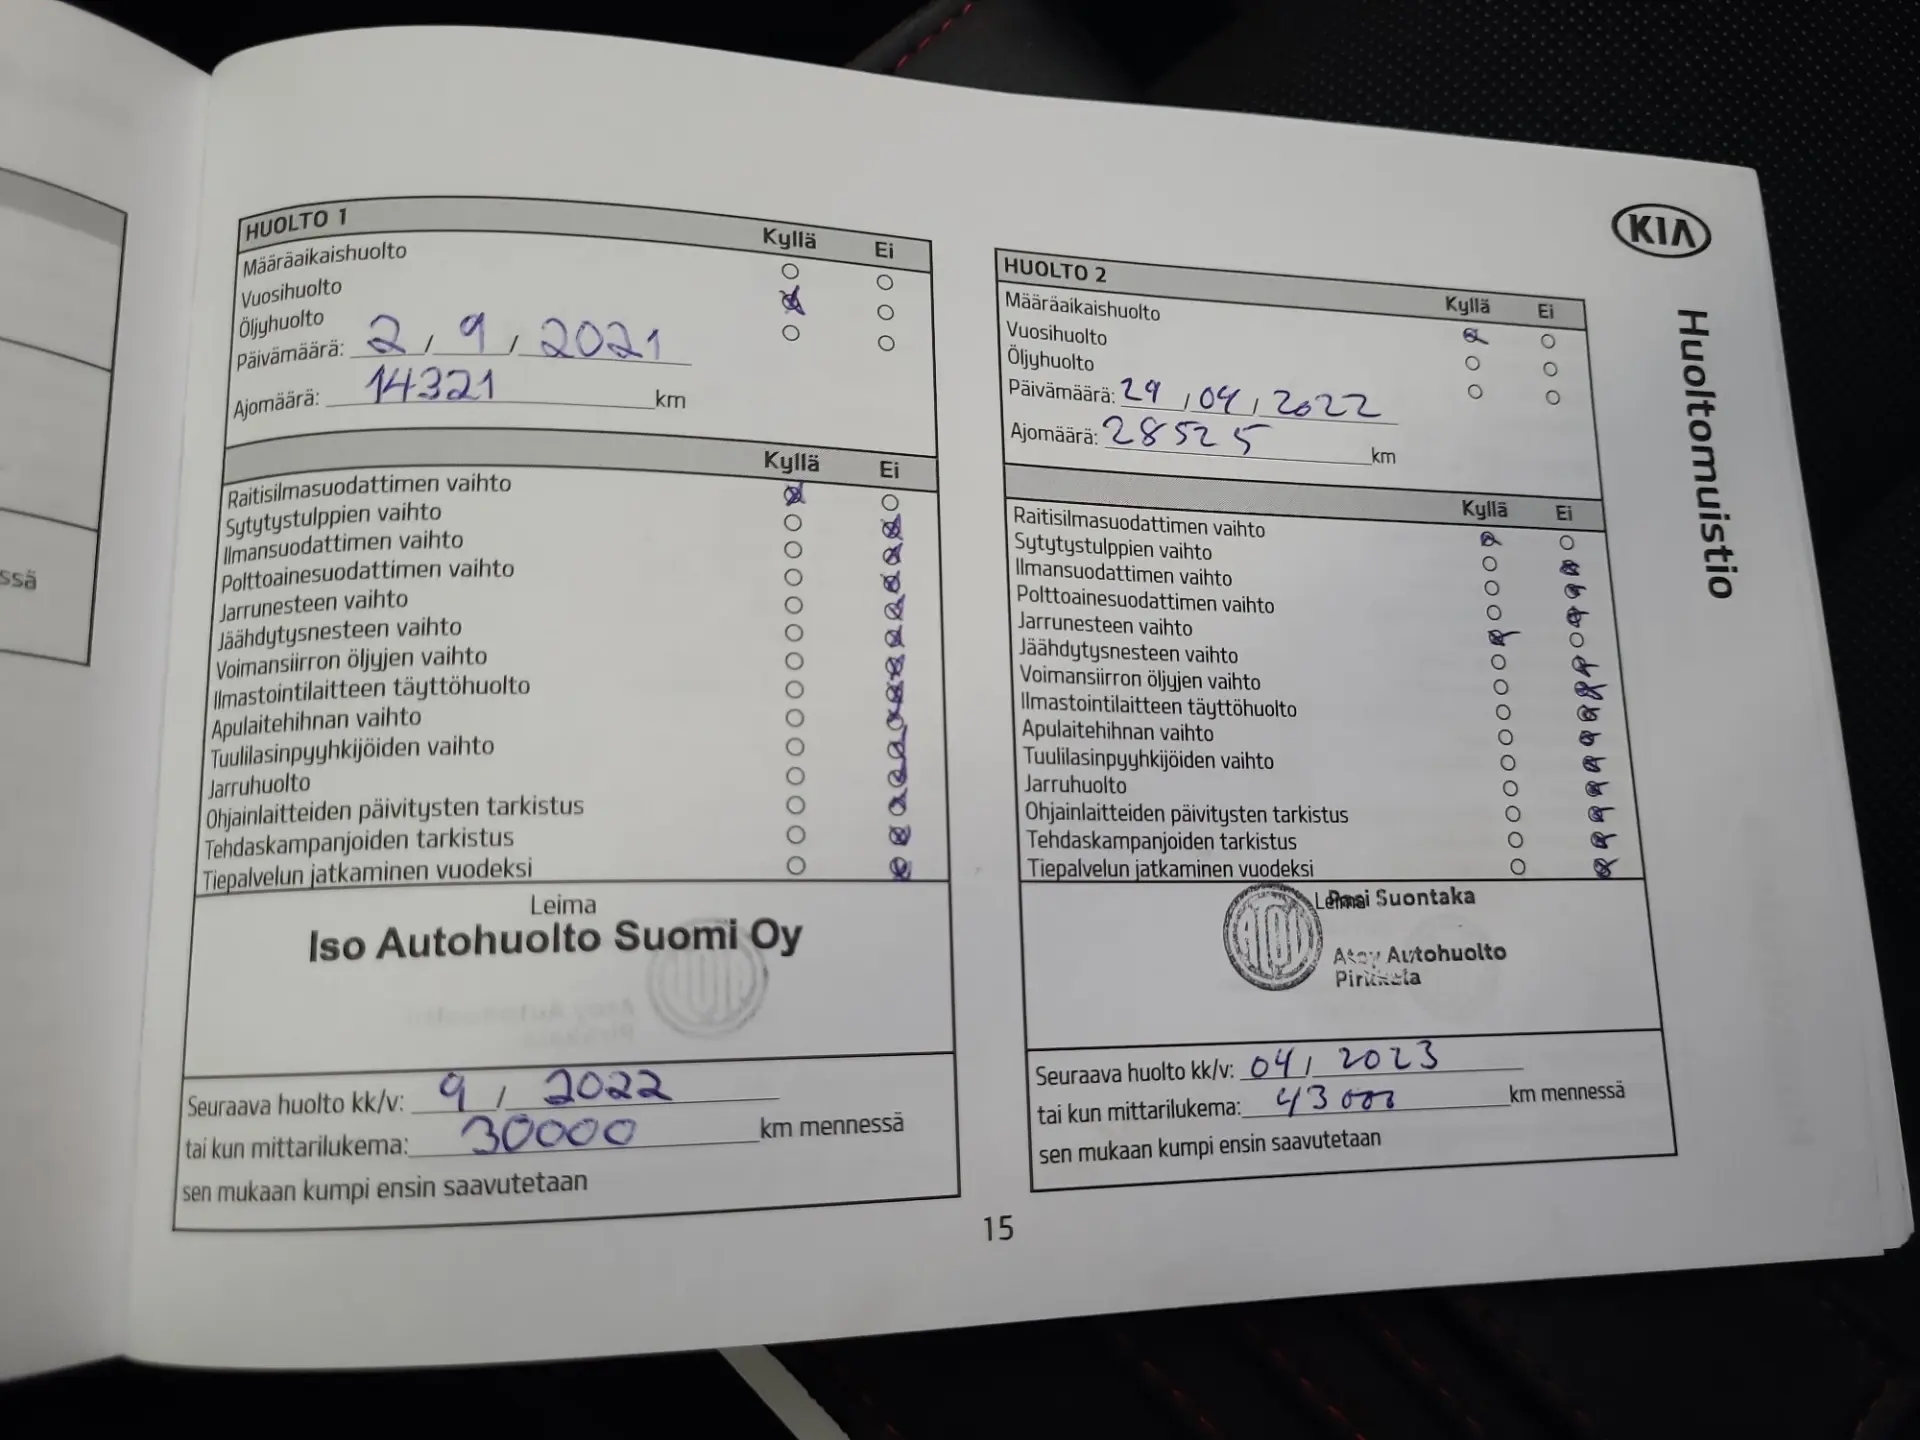 ssä
HUOLTO 1
Kyllä Ei
Määräaikaishuolto
Vuosihuolto
Öljyhuolto
Päivämäärä: 2 / 9 / 2021
Ajomäärä: 14321 km
Kyllä Ei
Raitisilmasuodattimen vaihto
Sytytystulppien vaihto
Ilmansuodattimen vaihto
Polttoainesuodattimen vaihto
Jarrunesteen vaihto
Jäähdytysnesteen vaihto
Voimansiirron öljyjen vaihto
Ilmastointilaitteen täyttöhuolto
Apulaitehihnan vaihto
Tuulilasinpyyhkijöiden vaihto
Jarruhuolto
Ohjainlaitteiden päivitysten tarkistus
Tehdaskampanjoiden tarkistus
Tiepalvelun jatkaminen vuodeksi
Leima
Iso Autohuolto Suomi Oy
Seuraava huolto kk/v: 9 / 2022
tai kun mittarilukema: 30000 km mennessä
sen mukaan kumpi ensin saavutetaan
HUOLTO 2
Kyllä Ei
Määräaikaishuolto
Vuosihuolto
Öljyhuolto
Päivämäärä: 29 / 04 / 2022
Ajomäärä: 28525 km
Kyllä Ei
Raitisilmasuodattimen vaihto
Sytytystulppien vaihto
Ilmansuodattimen vaihto
Polttoainesuodattimen vaihto
Jarrunesteen vaihto
Jäähdytysnesteen vaihto
Voimansiirron öljyjen vaihto
Ilmastointilaitteen täyttöhuolto
Apulaitehihnan vaihto
Tuulilasinpyyhkijöiden vaihto
Jarruhuolto
Ohjainlaitteiden päivitysten tarkistus
Tehdaskampanjoiden tarkistus
Tiepalvelun jatkaminen vuodeksi
Leima Pasi Suontaka
Atoy Autohuolto
Pirkkala
Seuraava huolto kk/v: 04 / 2023
tai kun mittarilukema: 43000 km mennessä
sen mukaan kumpi ensin saavutetaan
KIA
Huoltomuistio
15